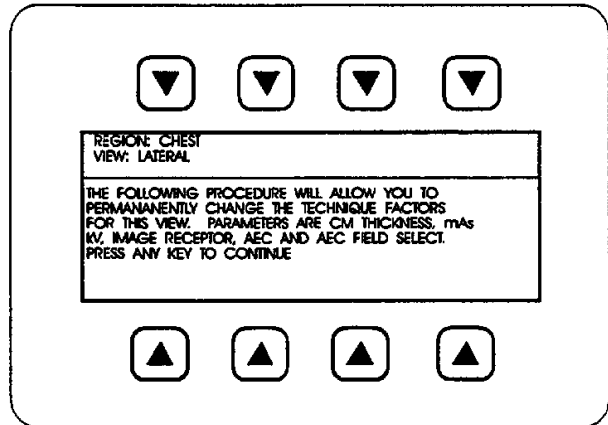 REGION: CHEST
VIEW: LATERAL
THE FOLLOWING PROCEDURE WILL ALLOW YOU TO
PERMANANENTLY CHANGE THE TECHNIQUE FACTORS
FOR THIS VIEW. PARAMETERS ARE CM THICKNESS, mAs
KV, IMAGE RECEPTOR, AEC AND AEC FIELD SELECT.
PRESS ANY KEY TO CONTINUE